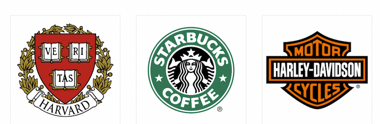 VE RI
TAS
HARVARD
STARBUCKS
COFFEE
®
MOTOR
HARLEY-DAVIDSON
®
CYCLES